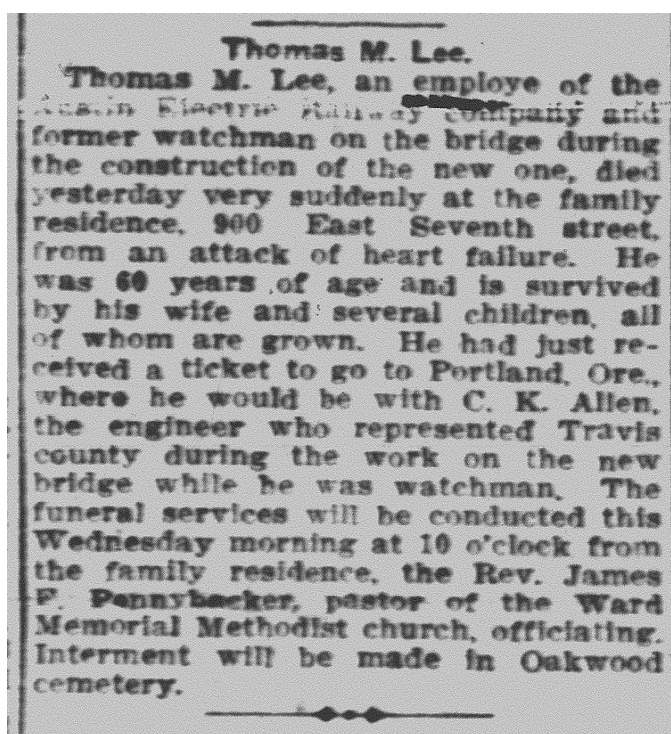 Thomas M. Lee.
Thomas M. Lee, an employe of the
Austin Electric Railway company and
former watchman on the bridge during
the construction of the new one, died
yesterday very suddenly at the family
residence, 900 East Seventh street,
from an attack of heart failure. He
was 60 years of age and is survived
by his wife and several children, all
of whom are grown. He had just re-
ceived a ticket to go to Portland, Ore.,
where he would be with C. K. Allen,
the engineer who represented Travis
county during the work on the new
bridge while he was watchman. The
funeral services will be conducted this
Wednesday morning at 10 o'clock from
the family residence, the Rev. James
F. Pennybacker, pastor of the Ward
Memorial Methodist church, officiating.
Interment will be made in Oakwood
cemetery.